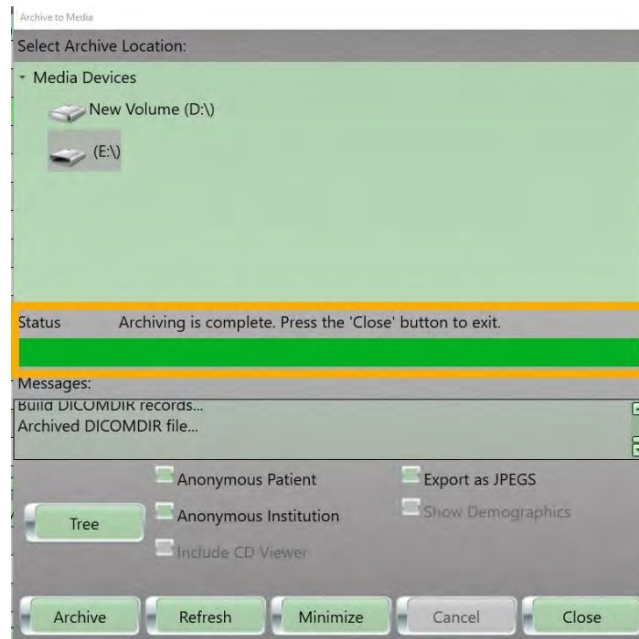 Archive to Media
Select Archive Location:
Media Devices
New Volume (D:\)
(E:\)
Status Archiving is complete. Press the 'Close' button to exit.
Messages:
Build DICOMDIR records...
Archived DICOMDIR file...
Anonymous Patient Export as JPEGS
Tree Anonymous Institution Show Demographics
Include CD Viewer
Archive Refresh Minimize Cancel Close